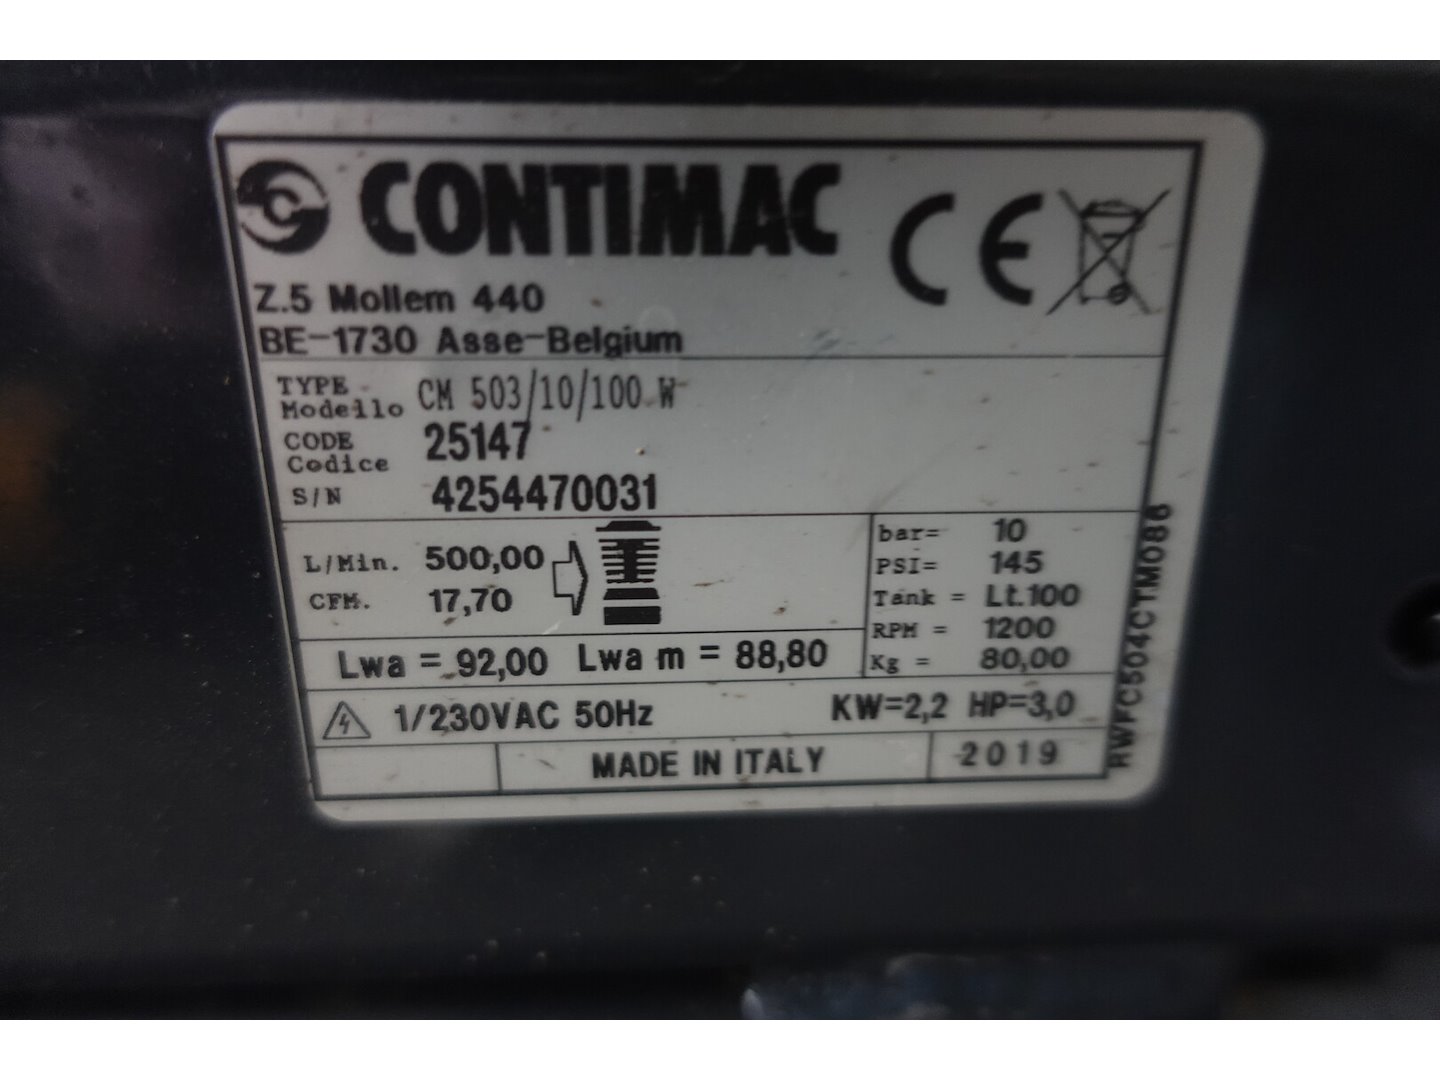 CONTIMAC
CE
Z.5 Mollem 440
BE-1730 Asse-Belgium
TYPE
Modello CM 503/10/100 W
CODE
Codice 25147
S/N 4254470031
L/Min. 500,00
CFM. 17,70
bar= 10
PSI= 145
Tank = Lt.100
RPM = 1200
Kg = 80,00
Lwa = 92,00 Lwa m = 88,80
1/230VAC 50Hz KW=2,2 HP=3,0
MADE IN ITALY 2019
RWFC504CTM086